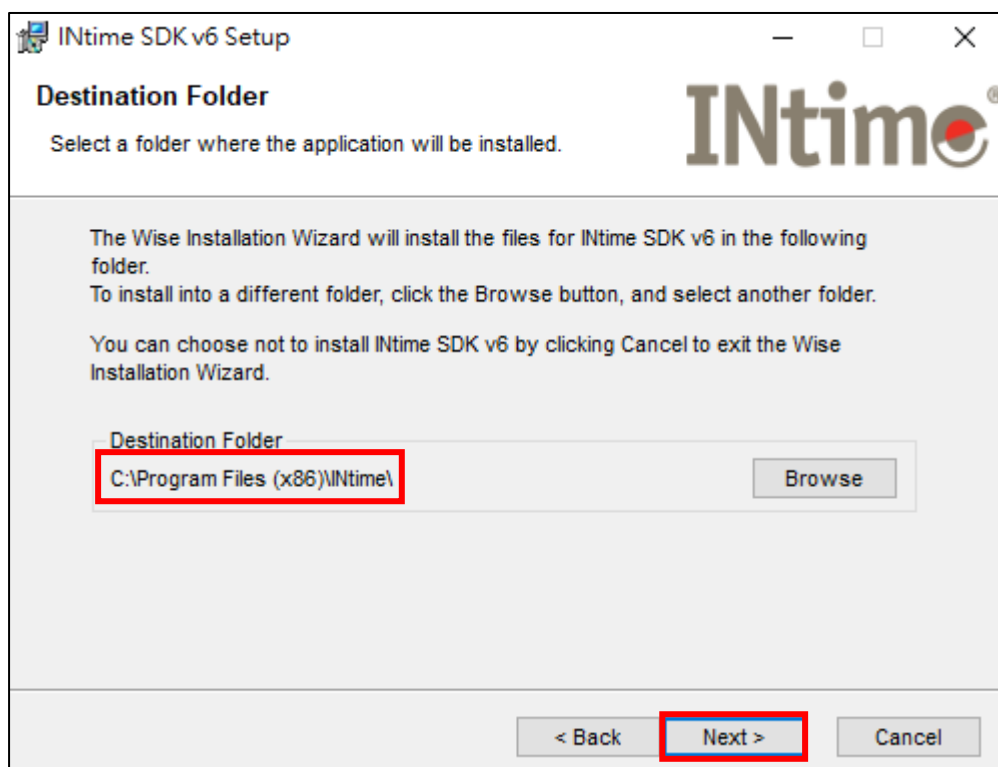 INtime SDK v6 Setup
Destination Folder
Select a folder where the application will be installed.
INtime®
The Wise Installation Wizard will install the files for INtime SDK v6 in the following
folder.
To install into a different folder, click the Browse button, and select another folder.
You can choose not to install INtime SDK v6 by clicking Cancel to exit the Wise
Installation Wizard.
Destination Folder
C:\Program Files (x86)\INtime\
Browse
< Back
Next >
Cancel